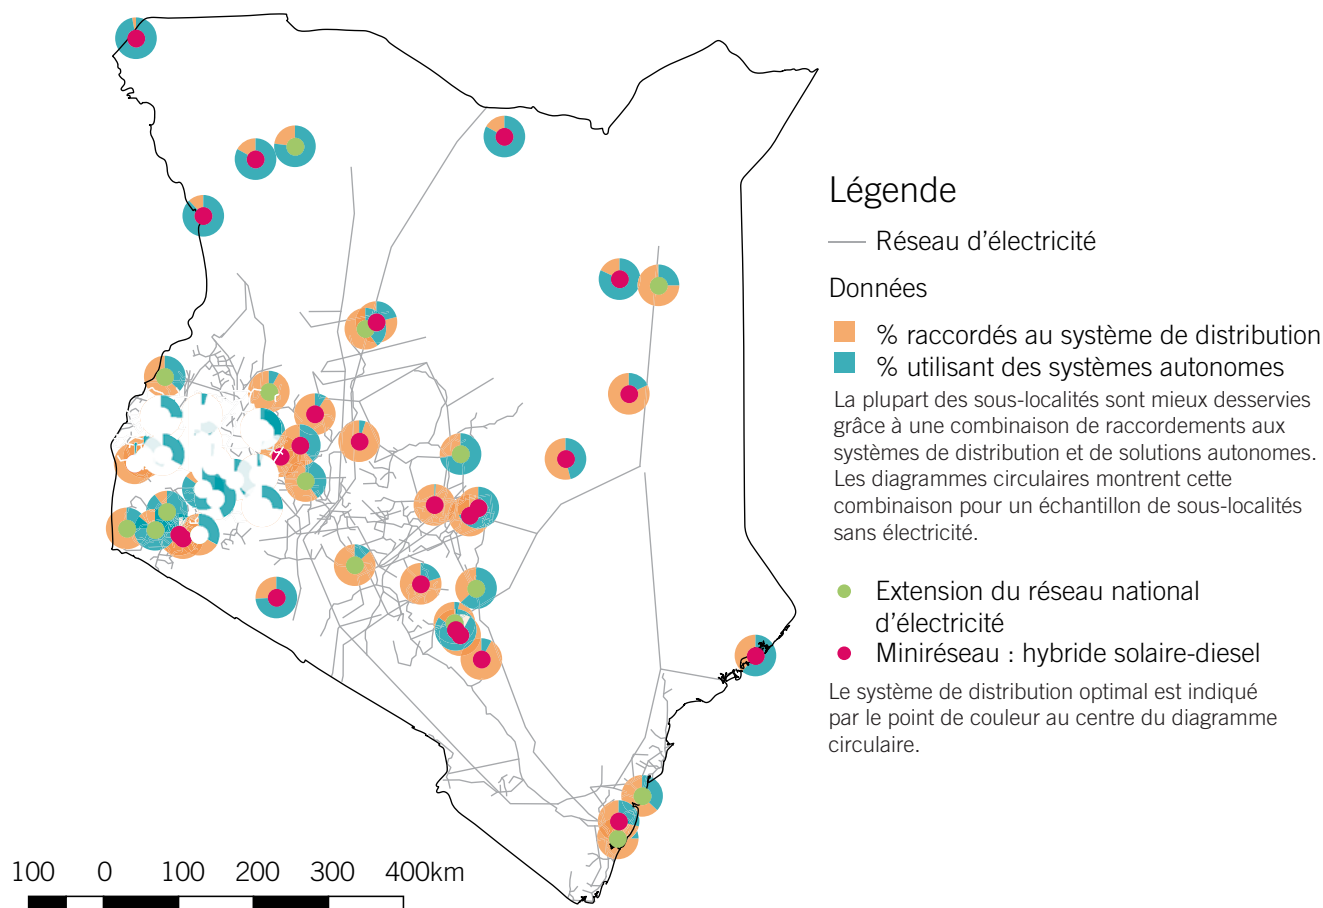 Légende
Réseau d'électricité
Données
% raccordés au système de distribution
% utilisant des systèmes autonomes
La plupart des sous-localités sont mieux desservies
grâce à une combinaison de raccordements aux
systèmes de distribution et de solutions autonomes.
Les diagrammes circulaires montrent cette
combinaison pour un échantillon de sous-localités
sans électricité.
Extension du réseau national
d'électricité
Miniréseau : hybride solaire-diesel
Le système de distribution optimal est indiqué
par le point de couleur au centre du diagramme
circulaire.
100 0 100 200 300 400km